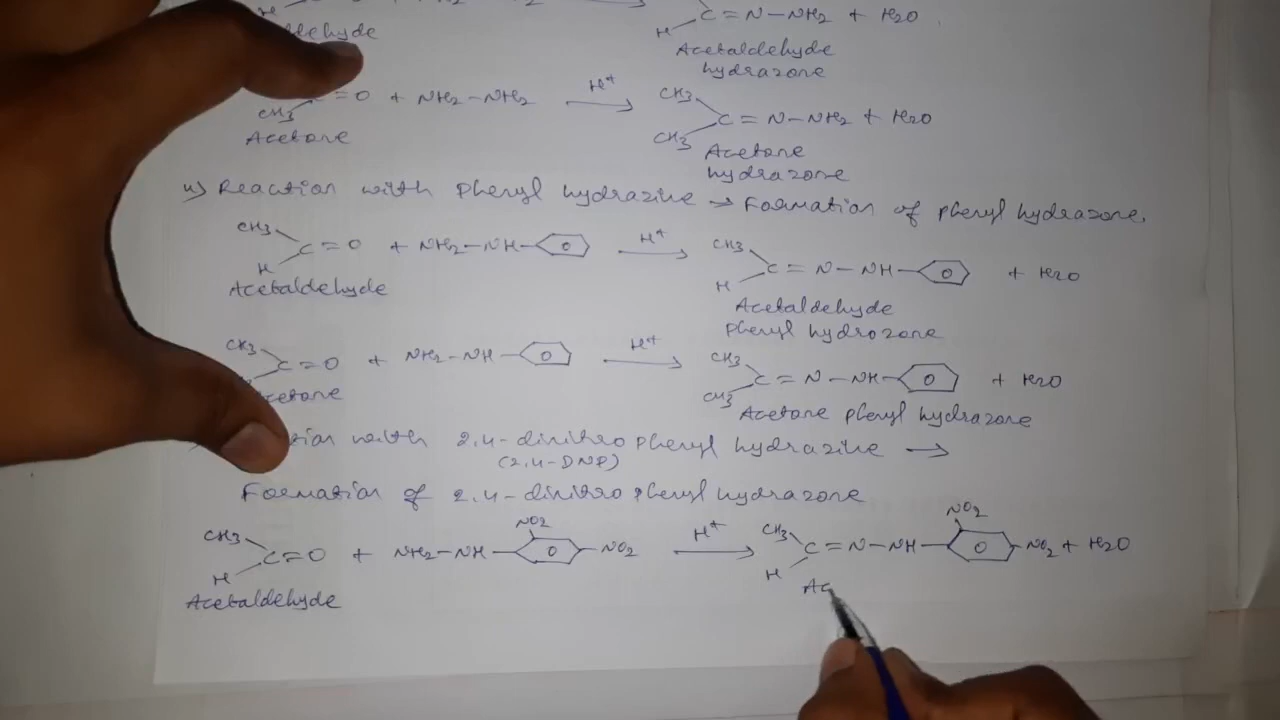 H C=N-NH2 + H2O
Acetaldehyde
hydrazone
CH3 C=O + NH2-NH2 H+ → CH3 CH3 C=N-NH2 + H2O
Acetone Acetone
hydrazone
Reaction with Phenyl hydrazine → Formation of phenyl hydrazone.
CH3 H C=O + NH2-NH- H+ → CH3 H C=N-NH- + H2O
Acetaldehyde Acetaldehyde
phenyl hydrozone
CH3 C=O + NH2-NH- H+ → CH3 CH3 C=N-NH- + H2O
Acetone phenyl hydrazone
with 2,4-dinitro phenyl hydrazine →
(2,4-DNP)
Formation of 2,4-dinitro phenyl hydrazone
CH3 H C=O + NH2-NH- NO2 -NO2 H+ → CH3 H C=N-NH- NO2 -NO2 + H2O
Acetaldehyde Ac